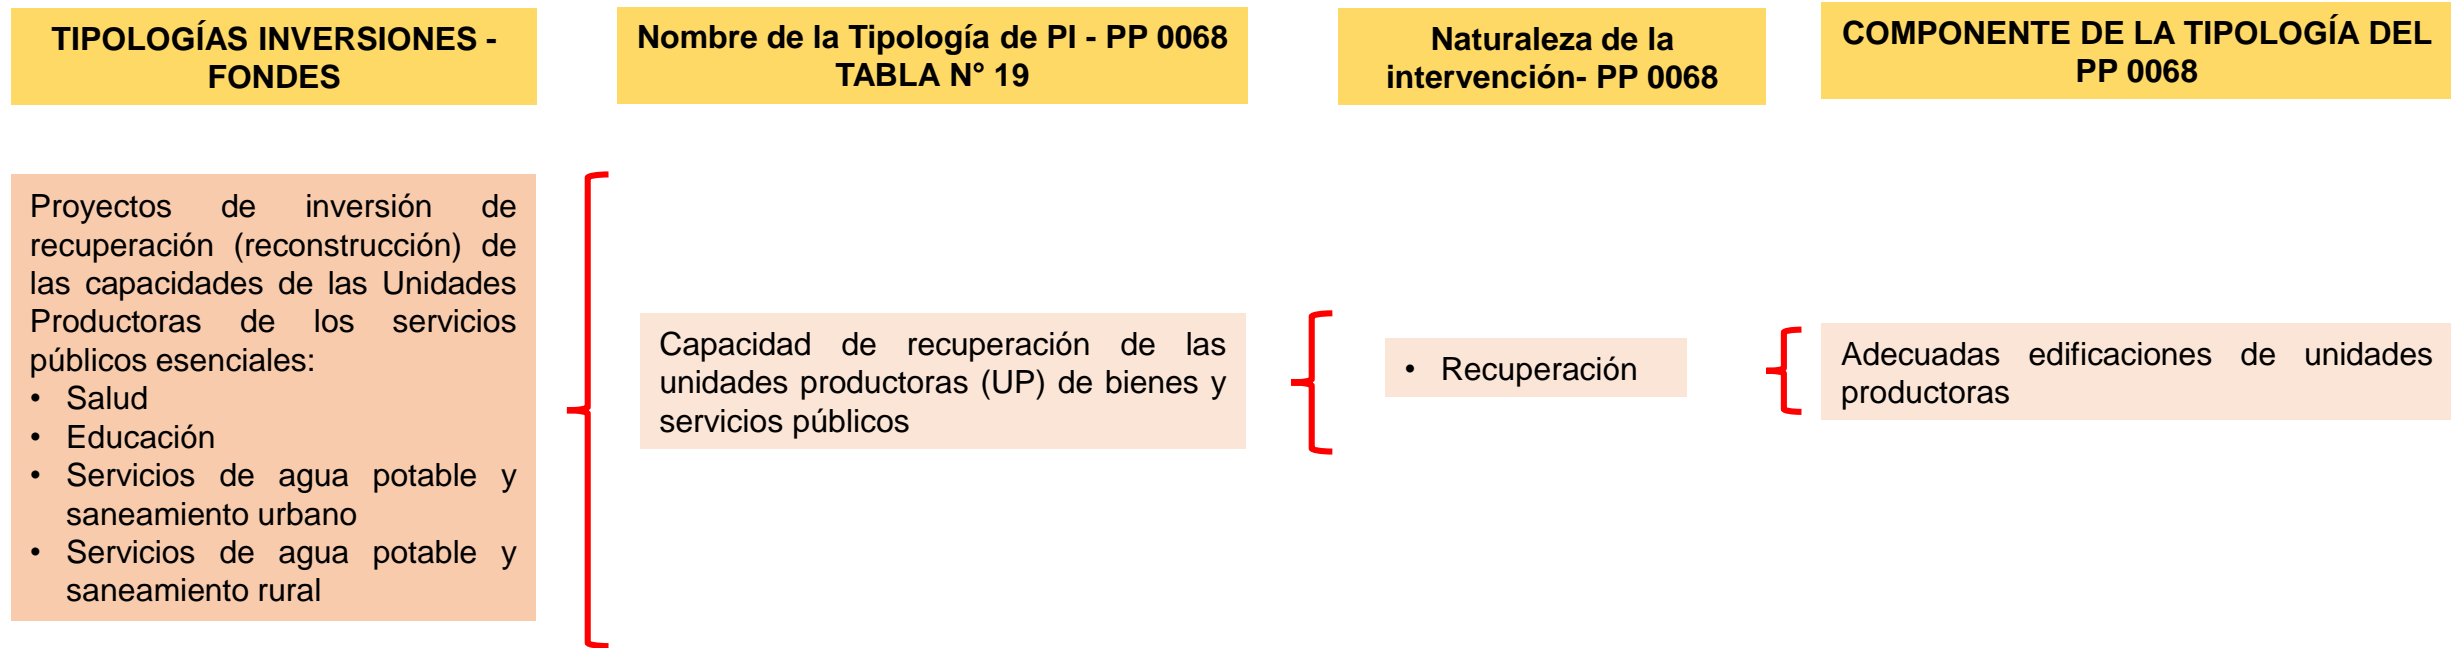 TIPOLOGÍAS INVERSIONES -
FONDES
Nombre de la Tipología de PI - PP 0068
TABLA N° 19
Naturaleza de la
intervención- PP 0068
COMPONENTE DE LA TIPOLOGÍA DEL
PP 0068
Proyectos de inversión de
recuperación (reconstrucción) de
las capacidades de las Unidades
Productoras de los servicios
públicos esenciales:
• Salud
• Educación
• Servicios de agua potable y
saneamiento urbano
• Servicios de agua potable y
saneamiento rural
Capacidad de recuperación de las
unidades productoras (UP) de bienes y
servicios públicos
• Recuperación
Adecuadas edificaciones de unidades
productoras